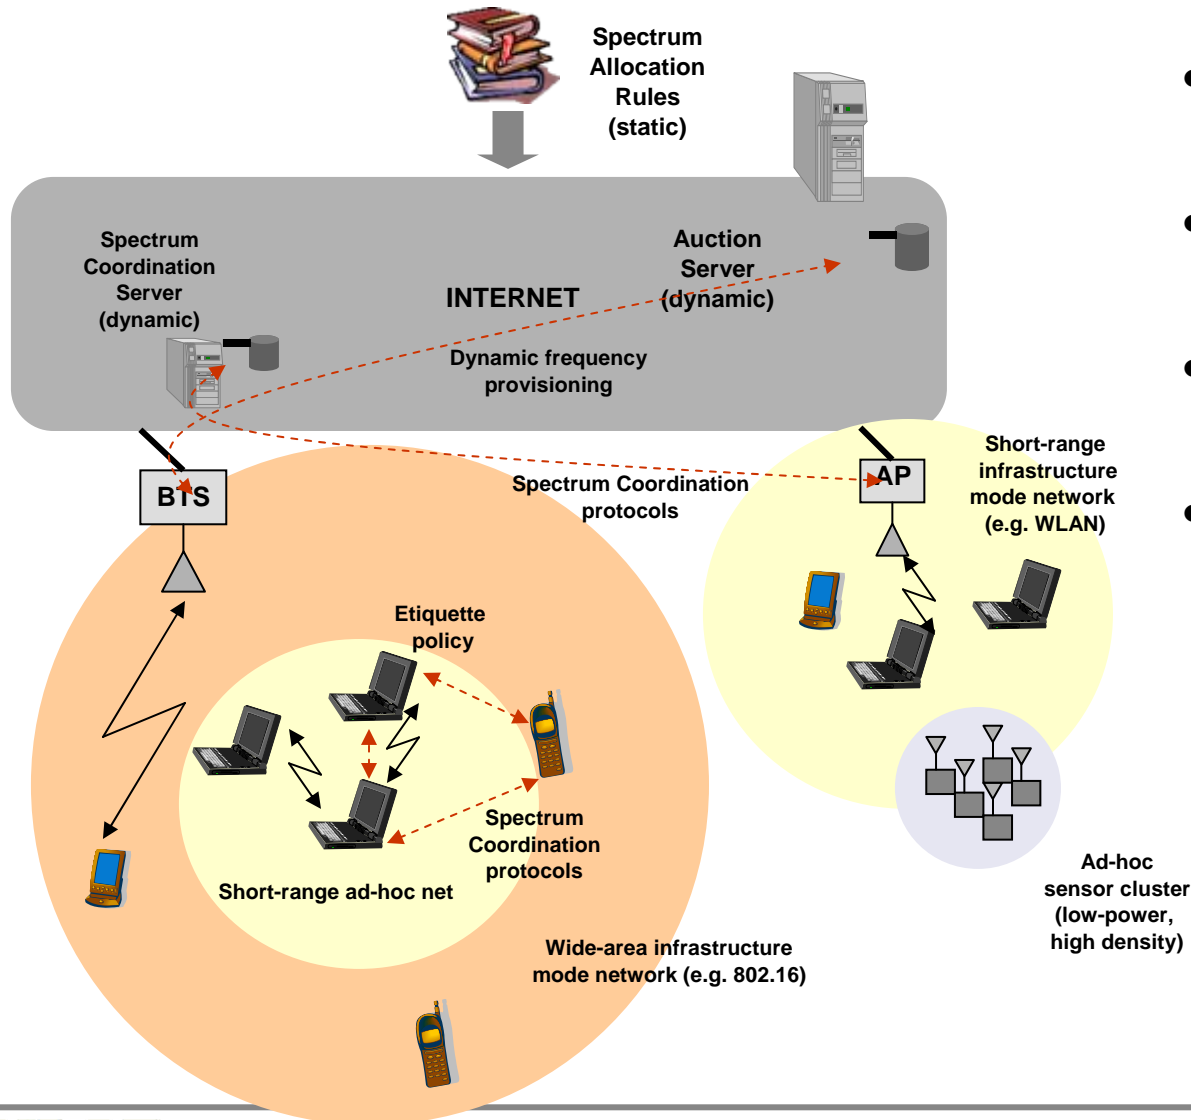 Spectrum
Allocation
Rules
(static)
Spectrum
Coordination
Server
(dynamic)
Auction
Server
(dynamic)
INTERNET
Dynamic frequency
provisioning
BTS
AP
Spectrum Coordination
protocols
Short-range
infrastructure
mode network
(e.g. WLAN)
Etiquette
policy
Spectrum
Coordination
protocols
Short-range ad-hoc net
Wide-area infrastructure
mode network (e.g. 802.16)
Ad-hoc
sensor cluster
(low-power,
high density)